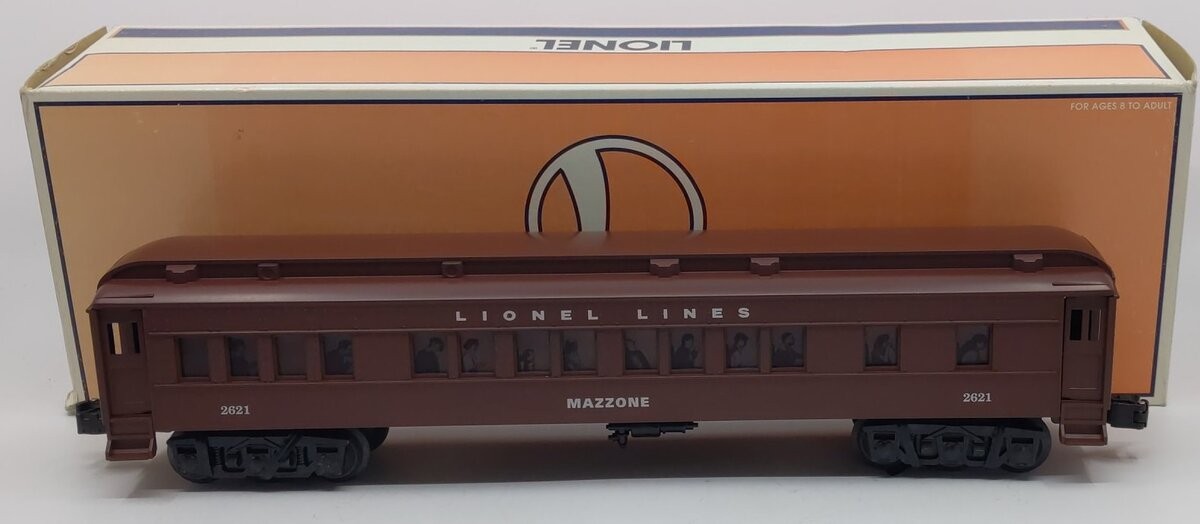 LIONEL
FOR AGES 8 TO ADULT
LIONEL LINES
2621
MAZZONE
2621